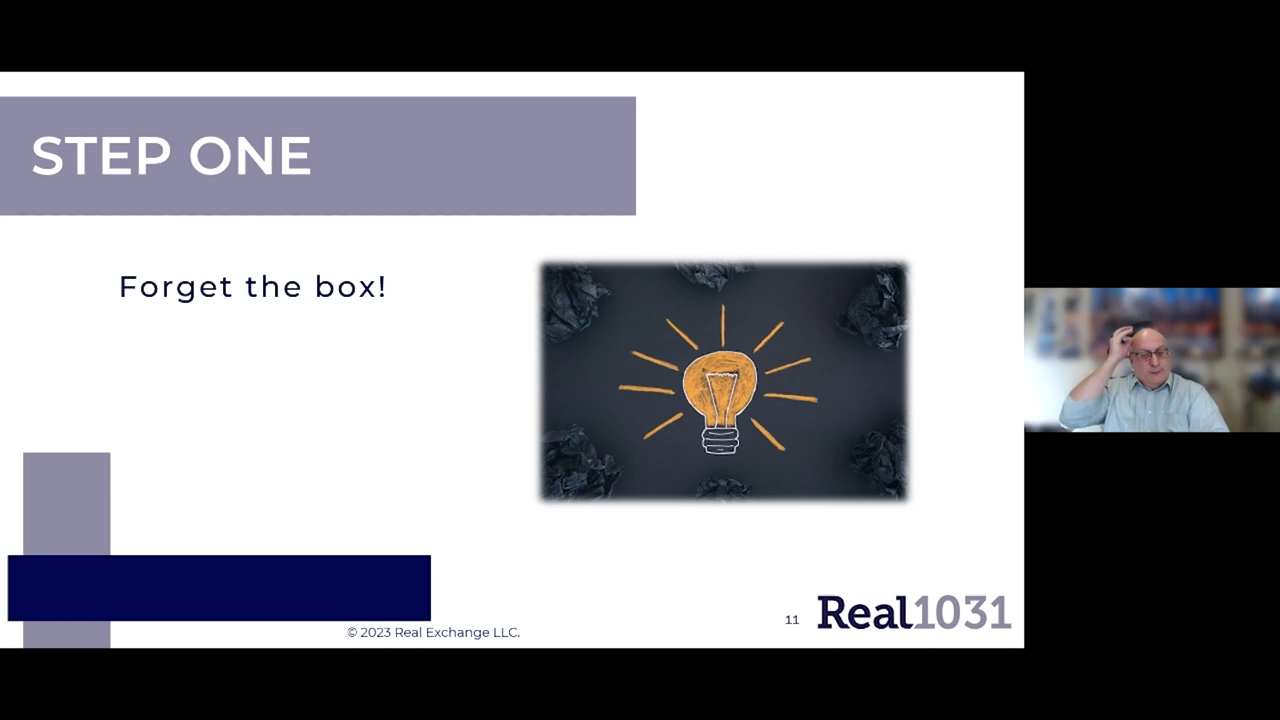 STEP ONE
Forget the box!
© 2023 Real Exchange LLC.
11
Real1031